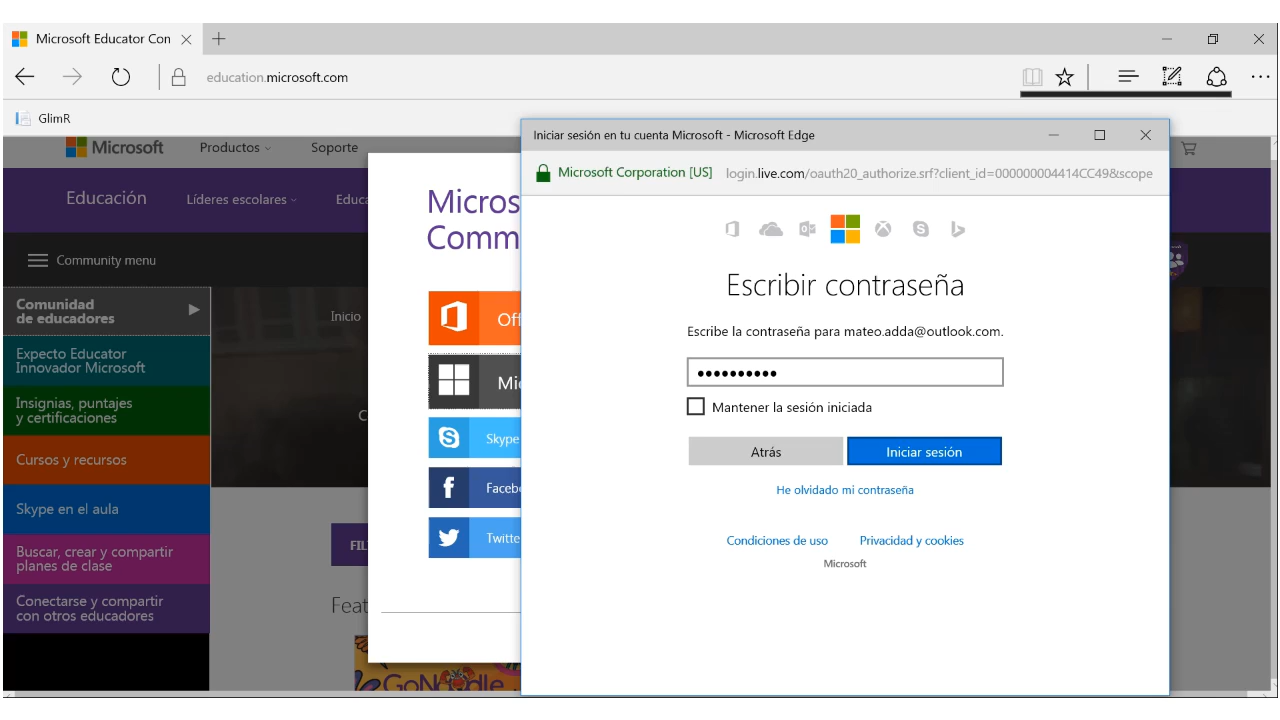 Microsoft Educator Con
education.microsoft.com
GlimR
Microsoft
Productos
Soporte
Educación
Líderes escolares
Educa
Community menu
Comunidad
de educadores
Expecto Educator
Innovador Microsoft
Insignias, puntajes
y certificaciones
Cursos y recursos
Skype en el aula
Buscar, crear y compartir
planes de clase
Conectarse y compartir
con otros educadores
Inicio
C
FIL
Feat
GoNoodle
Micros
Comm
Off
Mic
Skype
Facebo
Twitte
Iniciar sesión en tu cuenta Microsoft - Microsoft Edge
Microsoft Corporation [US]
login.live.com/oauth20_authorize.srf?client_id=000000004414CC49&scope
Escribir contraseña
Escribe la contraseña para mateo.adda@outlook.com.
••••••••••
Mantener la sesión iniciada
Atrás
Iniciar sesión
He olvidado mi contraseña
Condiciones de uso
Privacidad y cookies
Microsoft